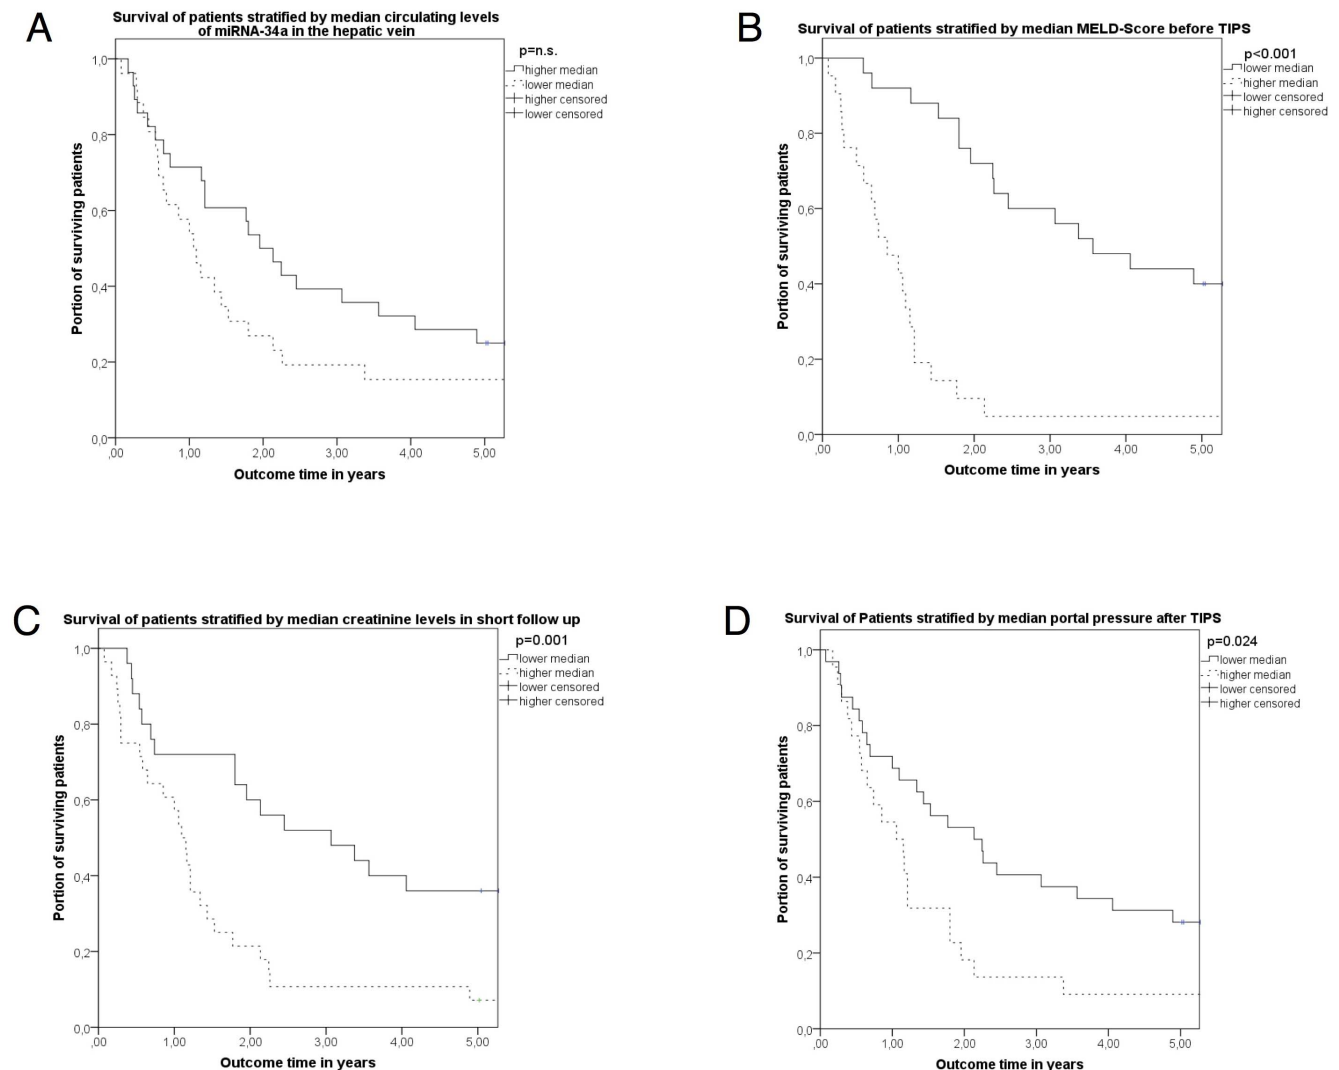 A
Survival of patients stratified by median circulating levels
of miRNA-34a in the hepatic vein
p=n.s.
higher median
lower median
higher censored
lower censored
Portion of surviving patients
1,0
0,8
0,6
0,4
0,2
0,0
,00 1,00 2,00 3,00 4,00 5,00
Outcome time in years
B
Survival of patients stratified by median MELD-Score before TIPS
p<0.001
lower median
higher median
lower censored
higher censored
Portion of surviving patients
1,0
0,8
0,6
0,4
0,2
0,0
,00 1,00 2,00 3,00 4,00 5,00
Outcome time in years
C
Survival of patients stratified by median creatinine levels in short follow up
p=0.001
lower median
higher median
lower censored
higher censored
Portion of surviving patients
1,0
0,8
0,6
0,4
0,2
0,0
,00 1,00 2,00 3,00 4,00 5,00
Outcome time in years
D
Survival of Patients stratified by median portal pressure after TIPS
p=0.024
lower median
higher median
lower censored
higher censored
Portion of surviving patients
1,0
0,8
0,6
0,4
0,2
0,0
,00 1,00 2,00 3,00 4,00 5,00
Outcome time in years